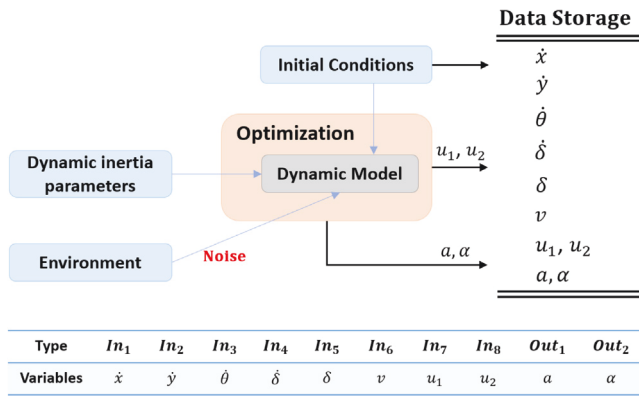 Data Storage
Initial Conditions
ẋ
ẏ
θ̇
δ̇
δ
v
u₁, u₂
a, α
Optimization
Dynamic Model
u₁, u₂
Dynamic inertia
parameters
Environment
Noise
a, α
Type In₁ In₂ In₃ In₄ In₅ In₆ In₇ In₈ Out₁ Out₂
Variables ẋ ẏ θ̇ δ̇ δ v u₁ u₂ a α